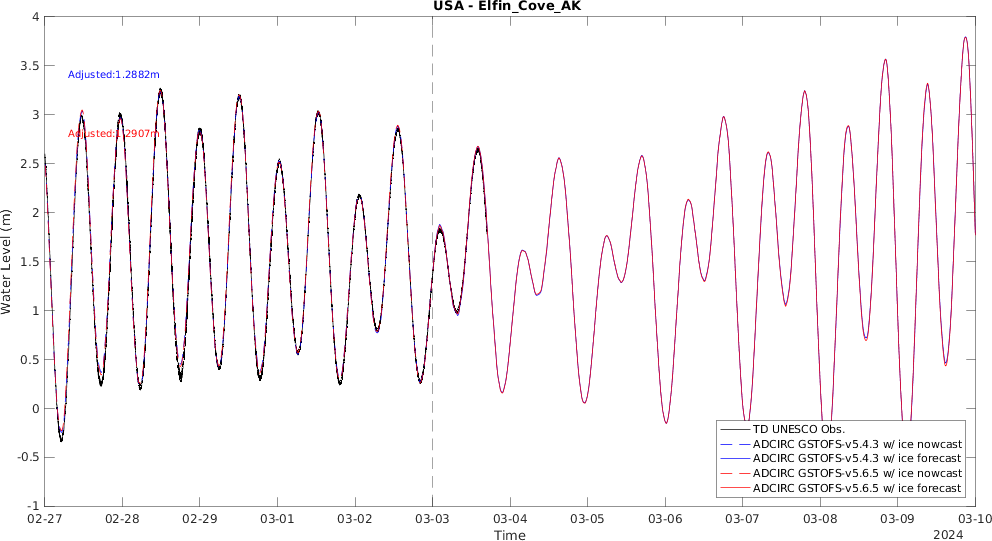 USA - Elfin_Cove_AK
4
3.5
3
2.5
2
1.5
1
0.5
0
-0.5
-1
Water Level (m)
Adjusted:1.2882m
Adjusted:1.2907m
TD UNESCO Obs.
ADCIRC GSTOFS-v5.4.3 w/ ice nowcast
ADCIRC GSTOFS-v5.4.3 w/ ice forecast
ADCIRC GSTOFS-v5.6.5 w/ ice nowcast
ADCIRC GSTOFS-v5.6.5 w/ ice forecast
02-27 02-28 02-29 03-01 03-02 03-03 03-04 03-05 03-06 03-07 03-08 03-09 03-10
Time
2024